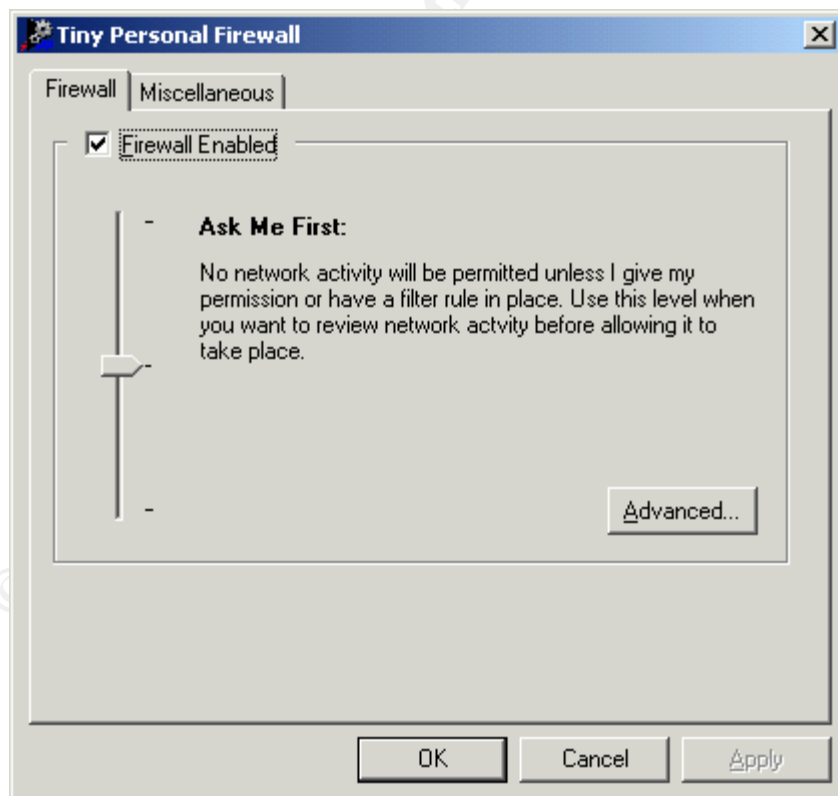 Tiny Personal Firewall
Firewall
Miscellaneous
Firewall Enabled
Ask Me First:
No network activity will be permitted unless I give my
permission or have a filter rule in place. Use this level when
you want to review network actvity before allowing it to
take place.
Advanced...
OK
Cancel
Apply